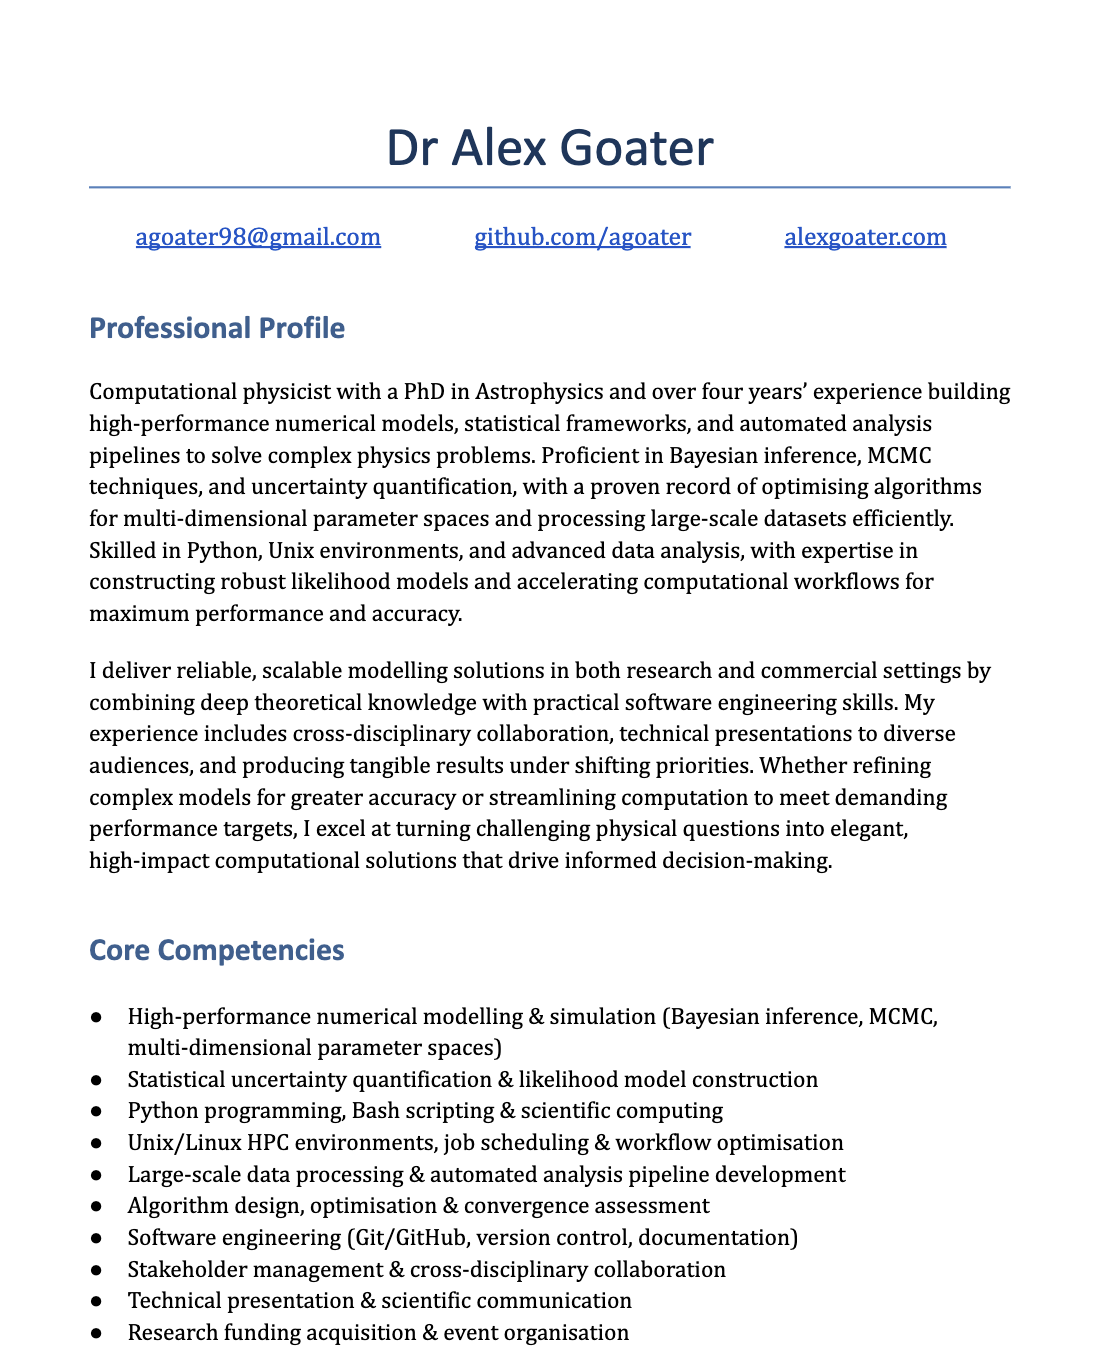 Dr Alex Goater
agoater98@gmail.com github.com/agoater alexgoater.com
Professional Profile
Computational physicist with a PhD in Astrophysics and over four years’ experience building
high-performance numerical models, statistical frameworks, and automated analysis
pipelines to solve complex physics problems. Proficient in Bayesian inference, MCMC
techniques, and uncertainty quantification, with a proven record of optimising algorithms
for multi-dimensional parameter spaces and processing large-scale datasets efficiently.
Skilled in Python, Unix environments, and advanced data analysis, with expertise in
constructing robust likelihood models and accelerating computational workflows for
maximum performance and accuracy.
I deliver reliable, scalable modelling solutions in both research and commercial settings by
combining deep theoretical knowledge with practical software engineering skills. My
experience includes cross-disciplinary collaboration, technical presentations to diverse
audiences, and producing tangible results under shifting priorities. Whether refining
complex models for greater accuracy or streamlining computation to meet demanding
performance targets, I excel at turning challenging physical questions into elegant,
high-impact computational solutions that drive informed decision-making.
Core Competencies
● High-performance numerical modelling & simulation (Bayesian inference, MCMC,
multi-dimensional parameter spaces)
● Statistical uncertainty quantification & likelihood model construction
● Python programming, Bash scripting & scientific computing
● Unix/Linux HPC environments, job scheduling & workflow optimisation
● Large-scale data processing & automated analysis pipeline development
● Algorithm design, optimisation & convergence assessment
● Software engineering (Git/GitHub, version control, documentation)
● Stakeholder management & cross-disciplinary collaboration
● Technical presentation & scientific communication
● Research funding acquisition & event organisation